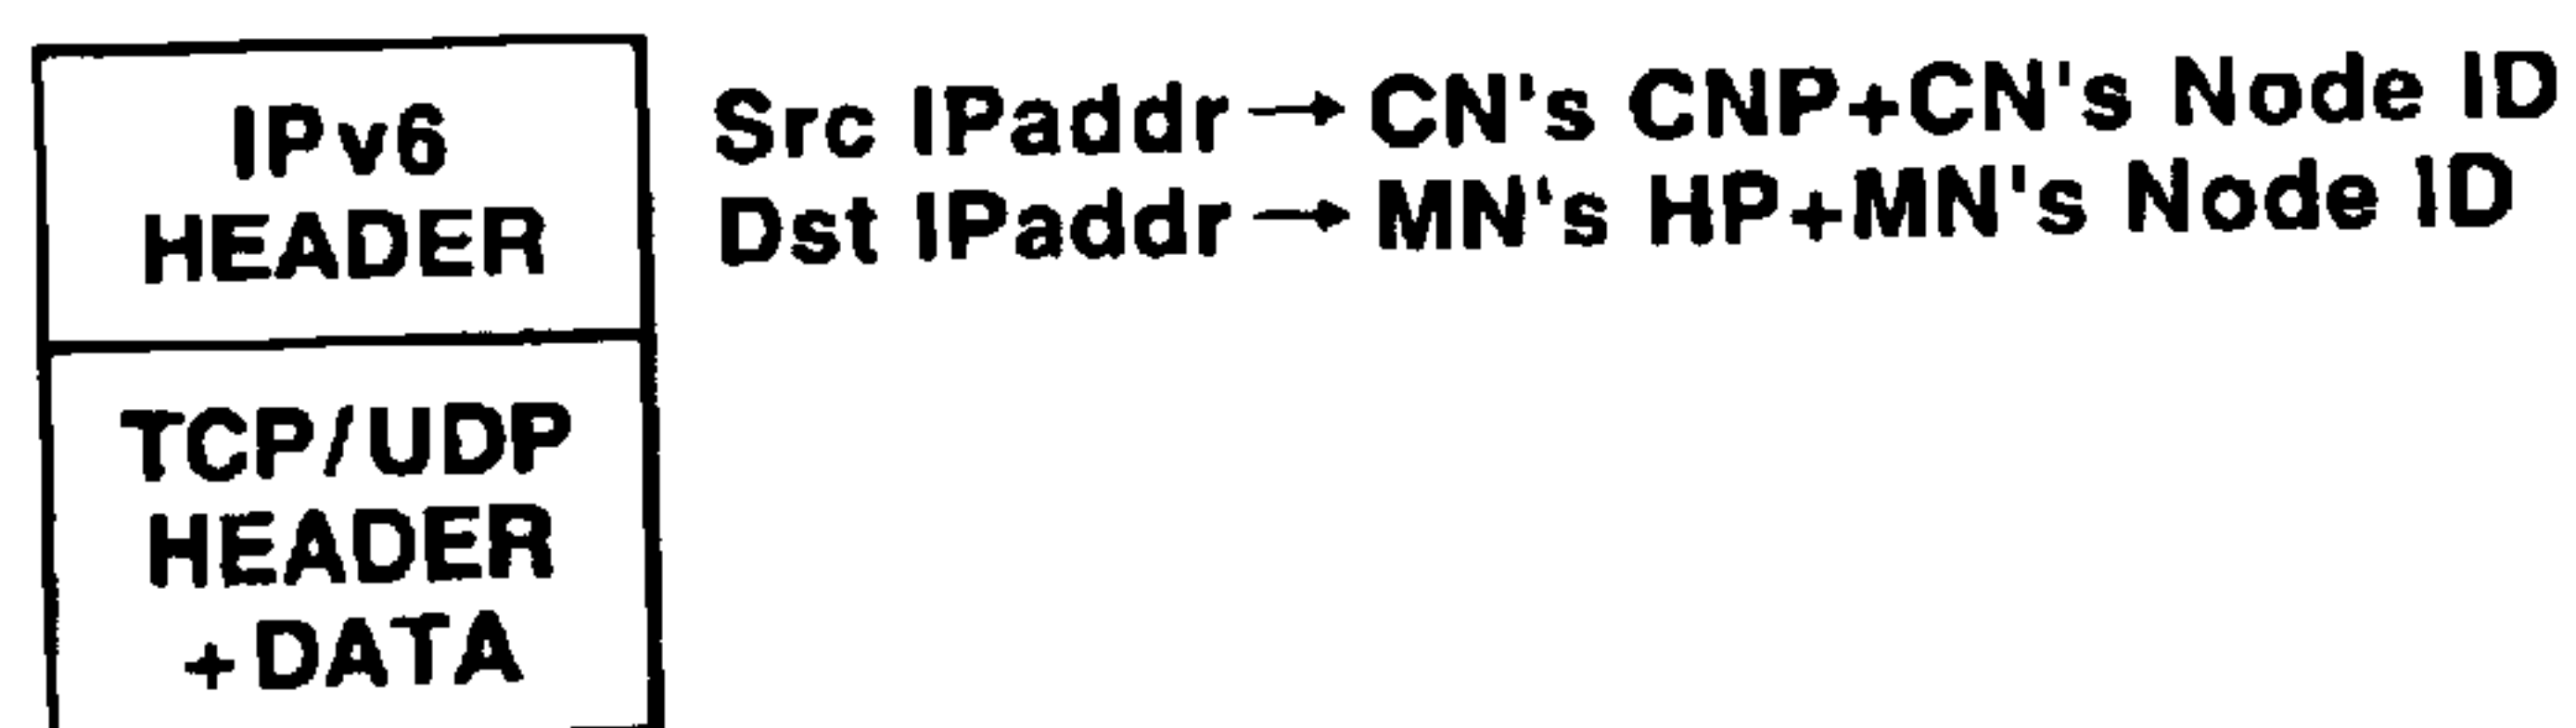 IPv6
HEADER
Src IPaddr→CN's CNP+CN's Node ID
Dst IPaddr→MN's HP+MN's Node ID
TCP/UDP
HEADER
+DATA